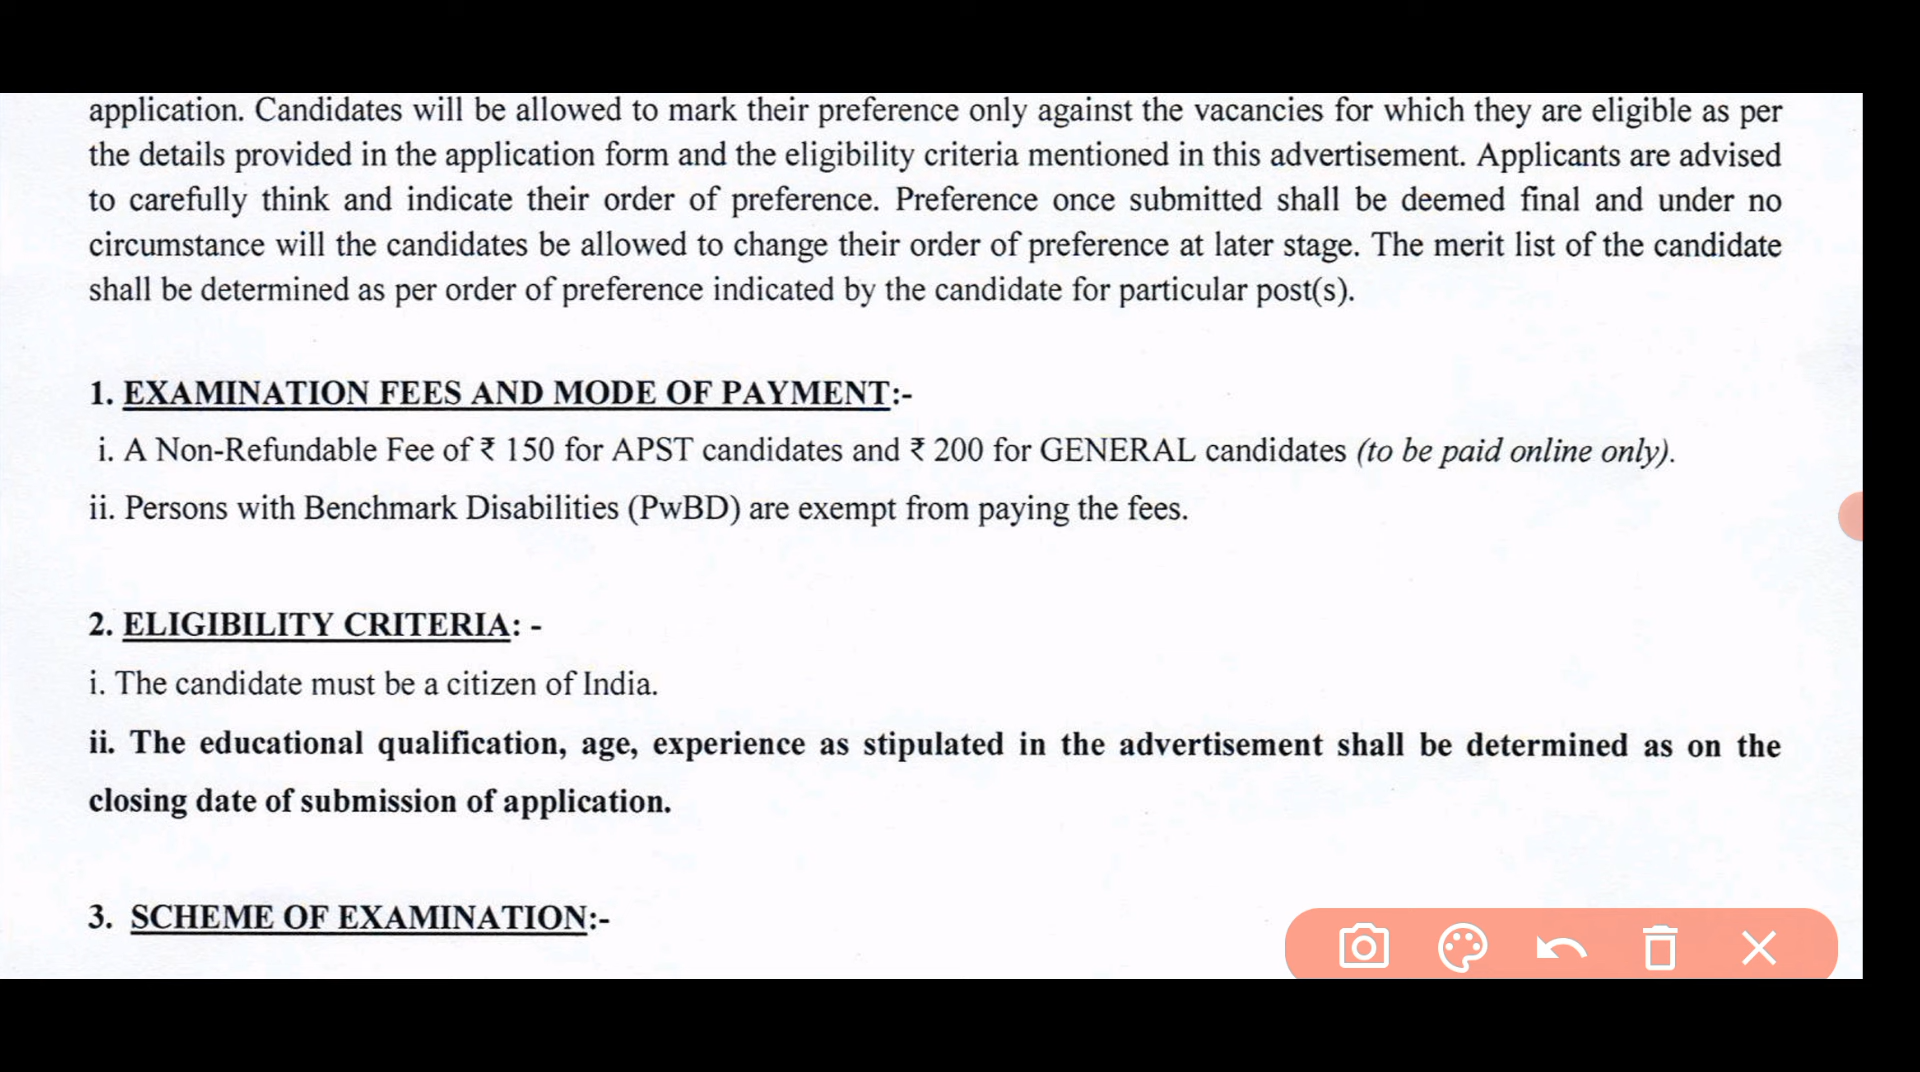 application. Candidates will be allowed to mark their preference only against the vacancies for which they are eligible as per
the details provided in the application form and the eligibility criteria mentioned in this advertisement. Applicants are advised
to carefully think and indicate their order of preference. Preference once submitted shall be deemed final and under no
circumstance will the candidates be allowed to change their order of preference at later stage. The merit list of the candidate
shall be determined as per order of preference indicated by the candidate for particular post(s).
1. EXAMINATION FEES AND MODE OF PAYMENT:-
i. A Non-Refundable Fee of ₹ 150 for APST candidates and ₹ 200 for GENERAL candidates (to be paid online only).
ii. Persons with Benchmark Disabilities (PwBD) are exempt from paying the fees.
2. ELIGIBILITY CRITERIA: -
i. The candidate must be a citizen of India.
ii. The educational qualification, age, experience as stipulated in the advertisement shall be determined as on the
closing date of submission of application.
3. SCHEME OF EXAMINATION:-